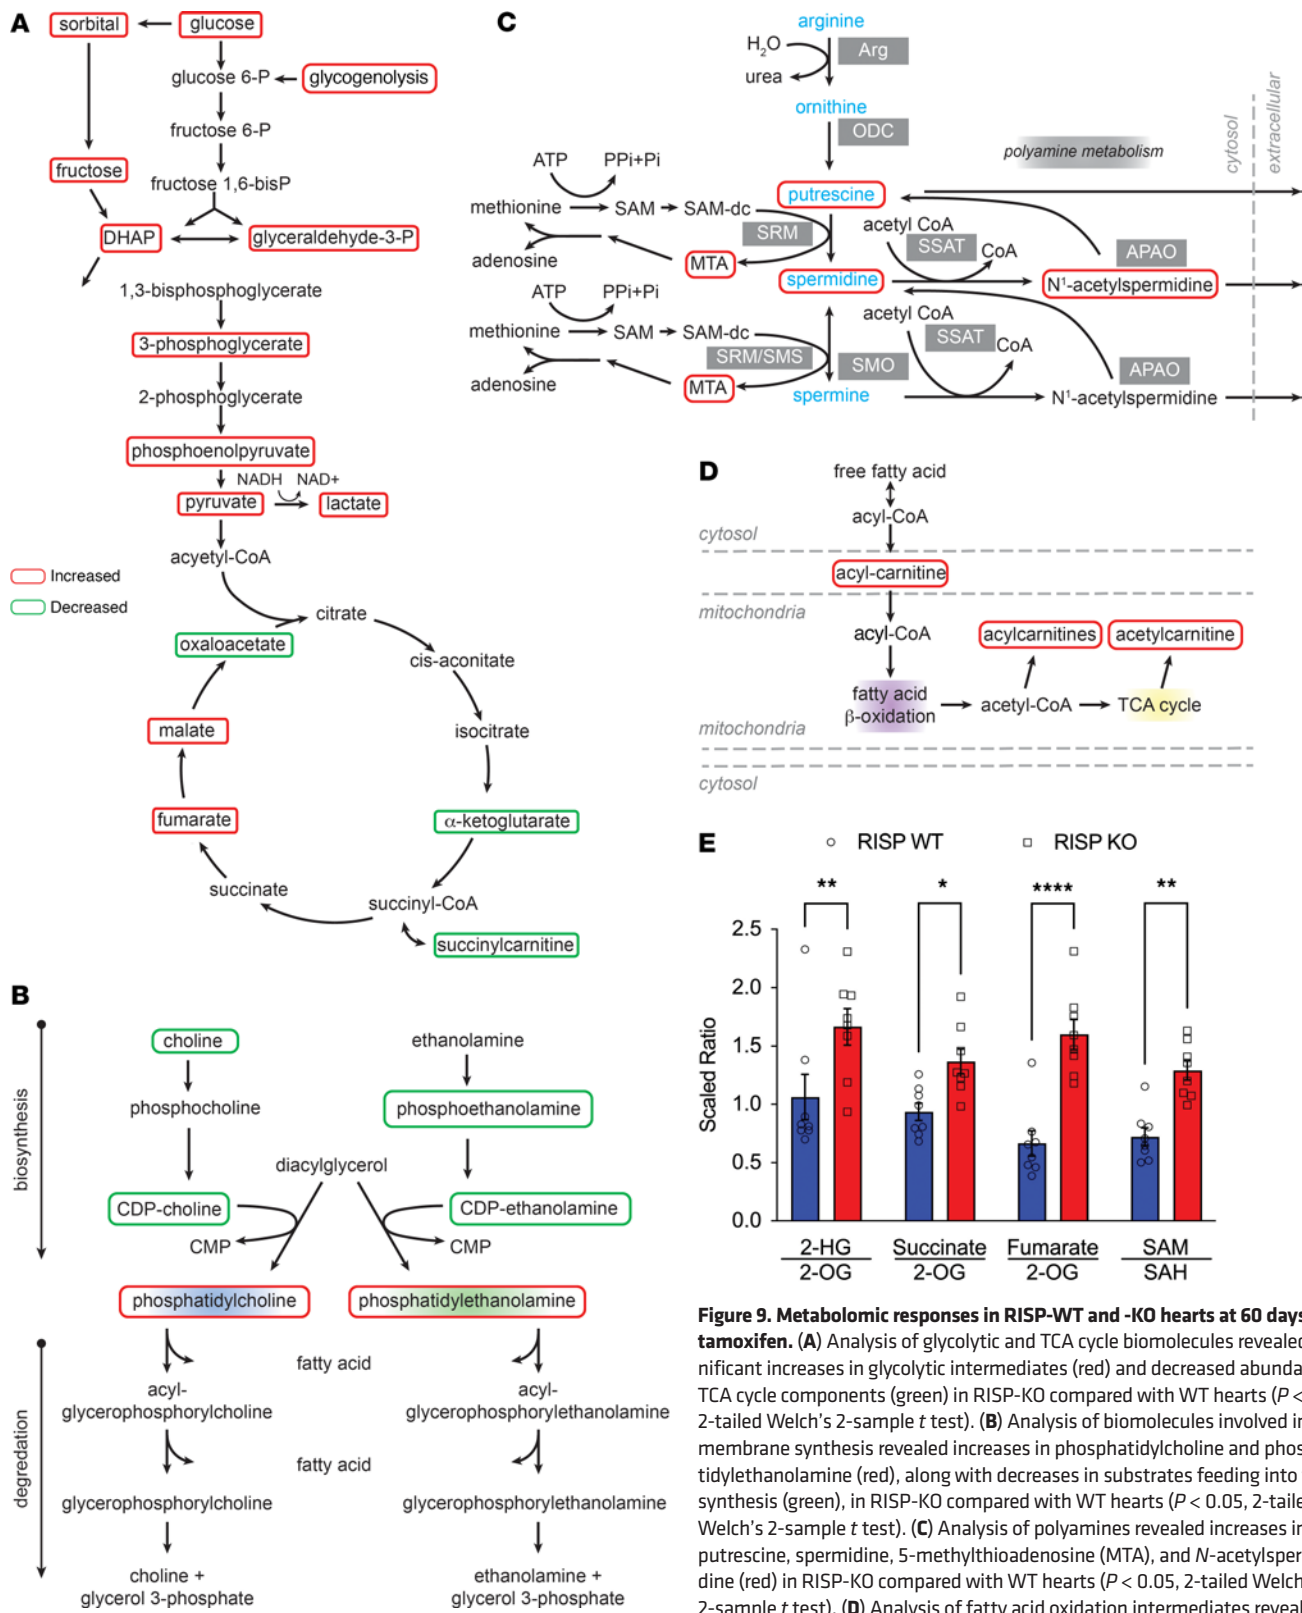 A
sorbital
glucose
glucose 6-P
glycogenolysis
fructose 6-P
fructose
fructose 1,6-bisP
DHAP
glyceraldehyde-3-P
1,3-bisphosphoglycerate
3-phosphoglycerate
2-phosphoglycerate
phosphoenolpyruvate
NADH
NAD+
pyruvate
lactate
acyetyl-CoA
Increased
Decreased
citrate
oxaloacetate
cis-aconitate
malate
isocitrate
fumarate
α-ketoglutarate
succinate
succinyl-CoA
succinylcarnitine
B
biosynthesis
choline
ethanolamine
phosphocholine
phosphoethanolamine
diacylglycerol
CDP-choline
CDP-ethanolamine
CMP
CMP
phosphatidylcholine
phosphatidylethanolamine
degredation
fatty acid
acyl-
glycerophosphorylcholine
acyl-
glycerophosphorylethanolamine
fatty acid
glycerophosphorylcholine
glycerophosphorylethanolamine
choline +
glycerol 3-phosphate
ethanolamine +
glycerol 3-phosphate
C
arginine
H2O
Arg
urea
ornithine
ODC
polyamine metabolism
cytosol
extracellular
ATP
PPi+Pi
putrescine
methionine
SAM
SAM-dc
acetyl CoA
SRM
SSAT
CoA
APAO
adenosine
MTA
spermidine
N1-acetylspermidine
ATP
PPi+Pi
acetyl CoA
methionine
SAM
SAM-dc
SSAT
CoA
SRM/SMS
SMO
APAO
adenosine
MTA
spermine
N1-acetylspermidine
D
free fatty acid
acyl-CoA
cytosol
acyl-carnitine
mitochondria
acyl-CoA
acylcarnitines
acetylcarnitine
fatty acid
β-oxidation
acetyl-CoA
TCA cycle
mitochondria
cytosol
E
RISP WT
RISP KO
**
*
****
**
Scaled Ratio
2.5
2.0
1.5
1.0
0.5
0.0
2-HG
2-OG
Succinate
2-OG
Fumarate
2-OG
SAM
SAH
Figure 9. Metabolomic responses in RISP-WT and -KO hearts at 60 days
tamoxifen. (A) Analysis of glycolytic and TCA cycle biomolecules revealed
nificant increases in glycolytic intermediates (red) and decreased abunda
TCA cycle components (green) in RISP-KO compared with WT hearts (P <
2-tailed Welch's 2-sample t test). (B) Analysis of biomolecules involved in
membrane synthesis revealed increases in phosphatidylcholine and phos
tidylethanolamine (red), along with decreases in substrates feeding into
synthesis (green), in RISP-KO compared with WT hearts (P < 0.05, 2-taile
Welch's 2-sample t test). (C) Analysis of polyamines revealed increases in
putrescine, spermidine, 5-methylthioadenosine (MTA), and N-acetylsper
dine (red) in RISP-KO compared with WT hearts (P < 0.05, 2-tailed Welch
2-sample t test). (D) Analysis of fatty acid oxidation intermediates reveal